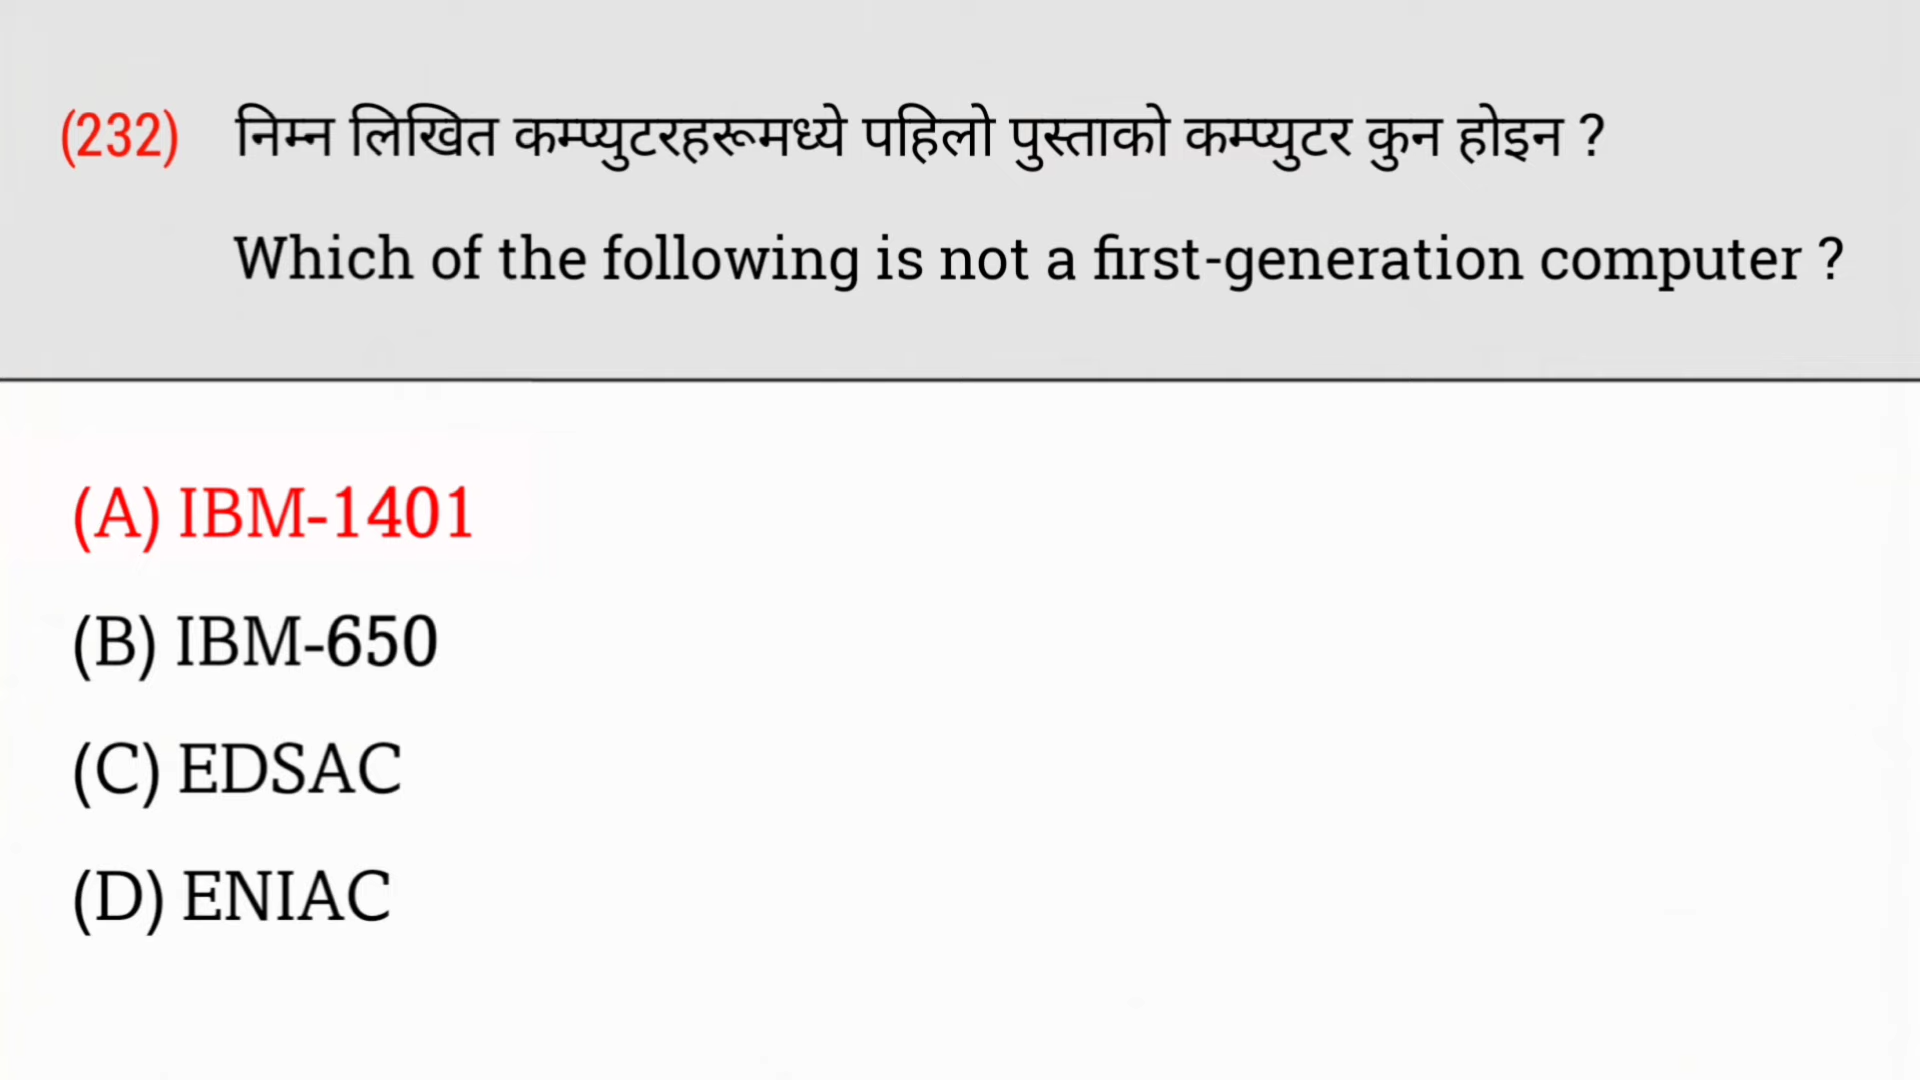 (232) निम्न लिखित कम्प्युटरहरूमध्ये पहिलो पुस्ताको कम्प्युटर कुन होइन ?
Which of the following is not a first-generation computer ?
(A) IBM-1401
(B) IBM-650
(C) EDSAC
(D) ENIAC